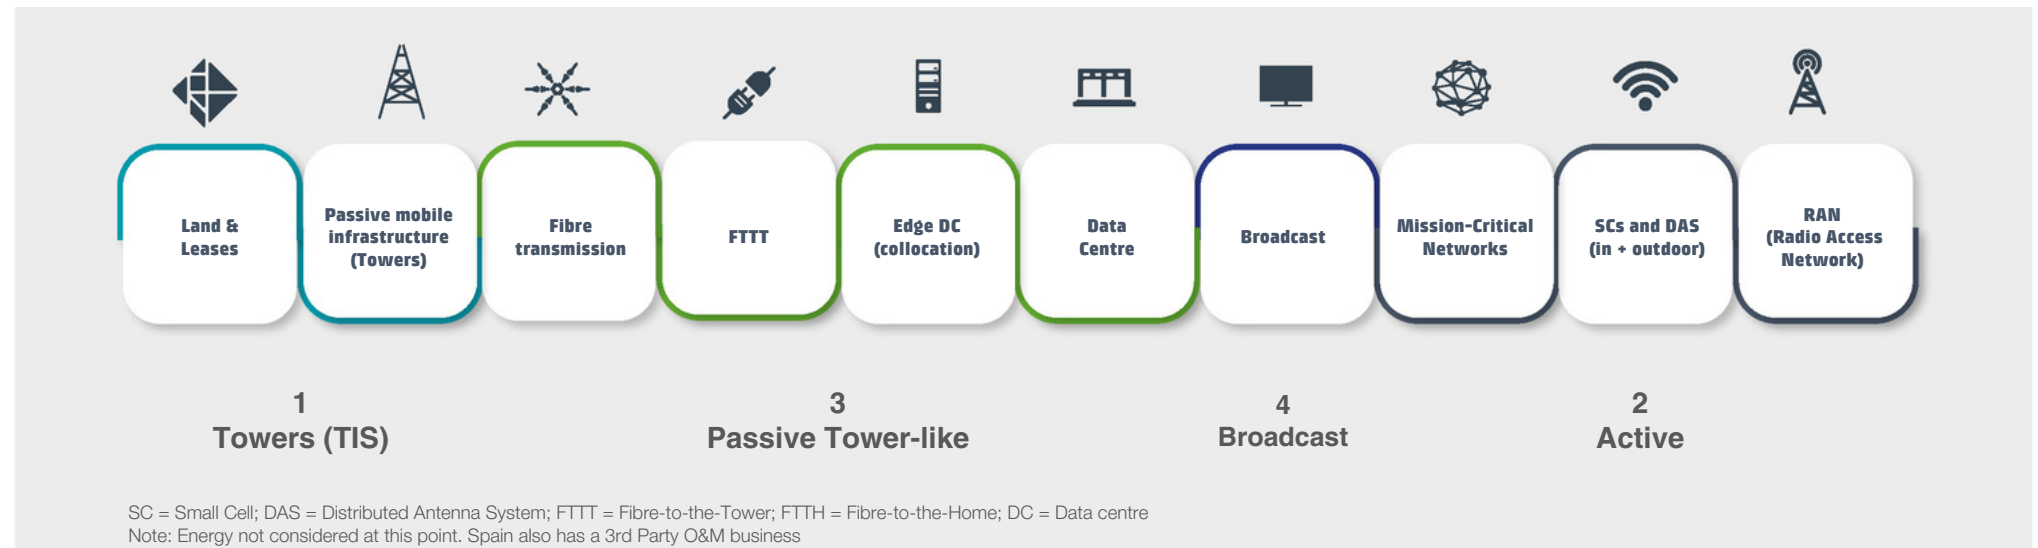 Land &
Leases
Passive mobile
infrastructure
(Towers)
Fibre
transmission
FTTT
Edge DC
(collocation)
Data
Centre
Broadcast
Mission-Critical
Networks
SCs and DAS
(in + outdoor)
RAN
(Radio Access
Network)
1
Towers (TIS)
3
Passive Tower-like
4
Broadcast
2
Active
SC = Small Cell; DAS = Distributed Antenna System; FTTT = Fibre-to-the-Tower; FTTH = Fibre-to-the-Home; DC = Data centre
Note: Energy not considered at this point. Spain also has a 3rd Party O&M business